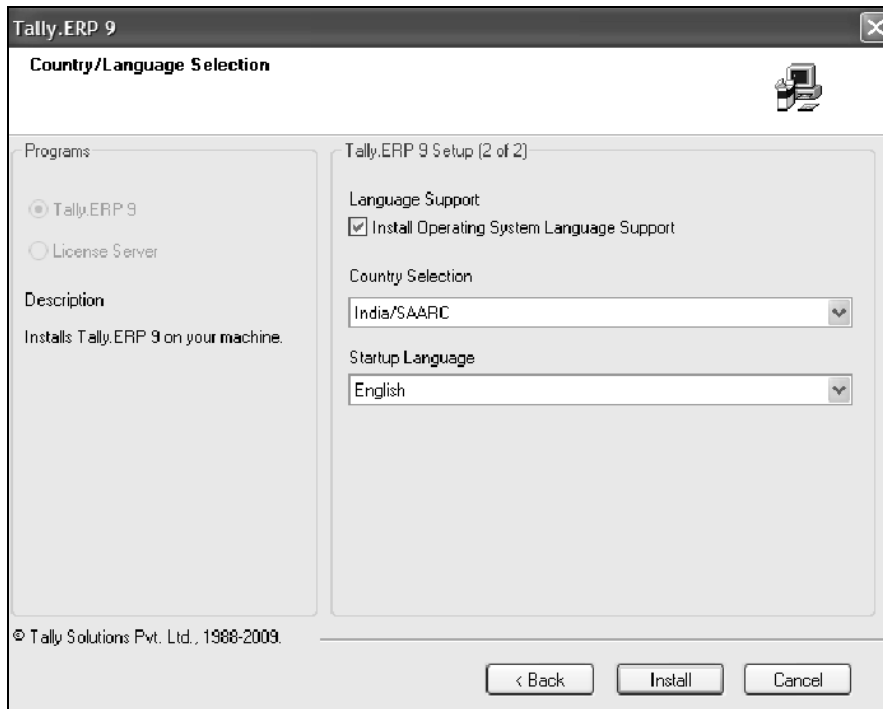 Tally.ERP 9
Country/Language Selection
Programs
Tally.ERP 9
License Server
Description
Installs Tally.ERP 9 on your machine.
Tally.ERP 9 Setup (2 of 2)
Language Support
Install Operating System Language Support
Country Selection
India/SAARC
Startup Language
English
© Tally Solutions Pvt. Ltd., 1988-2009.
< Back
Install
Cancel